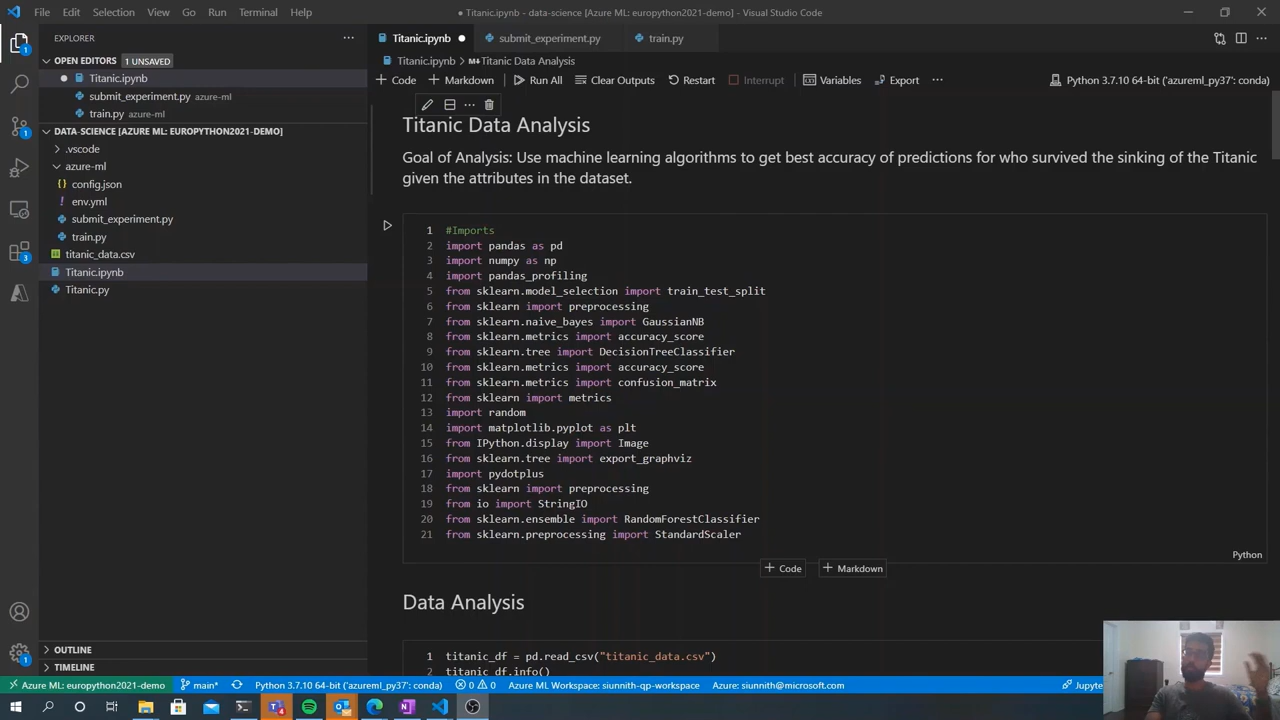 File Edit Selection View Go Run Terminal Help
● Titanic.ipynb - data-science [Azure ML: europython2021-demo] - Visual Studio Code
EXPLORER
OPEN EDITORS 1 UNSAVED
Titanic.ipynb
submit_experiment.py azure-ml
train.py azure-ml
DATA-SCIENCE [AZURE ML: EUROPYTHON2021-DEMO]
.vscode
azure-ml
config.json
env.yml
submit_experiment.py
train.py
titanic_data.csv
Titanic.ipynb
Titanic.py
OUTLINE
TIMELINE
Titanic.ipynb submit_experiment.py train.py
Titanic.ipynb > Titanic Data Analysis
+ Code + Markdown Run All Clear Outputs Restart Interrupt Variables Export ... Python 3.7.10 64-bit ('azureml_py37': conda)
Titanic Data Analysis
Goal of Analysis: Use machine learning algorithms to get best accuracy of predictions for who survived the sinking of the Titanic
given the attributes in the dataset.
1 #Imports
2 import pandas as pd
3 import numpy as np
4 import pandas_profiling
5 from sklearn.model_selection import train_test_split
6 from sklearn import preprocessing
7 from sklearn.naive_bayes import GaussianNB
8 from sklearn.metrics import accuracy_score
9 from sklearn.tree import DecisionTreeClassifier
10 from sklearn.metrics import accuracy_score
11 from sklearn.metrics import confusion_matrix
12 from sklearn import metrics
13 import random
14 import matplotlib.pyplot as plt
15 from IPython.display import Image
16 from sklearn.tree import export_graphviz
17 import pydotplus
18 from sklearn import preprocessing
19 from io import StringIO
20 from sklearn.ensemble import RandomForestClassifier
21 from sklearn.preprocessing import StandardScaler
Python
+ Code + Markdown
Data Analysis
1 titanic_df = pd.read_csv("titanic_data.csv")
2 titanic_df.info()
Azure ML: europython2021-demo main* Python 3.7.10 64-bit ('azureml_py37': conda) 0 0 Azure ML Workspace: siunnith-qp-workspace Azure: siunnith@microsoft.com